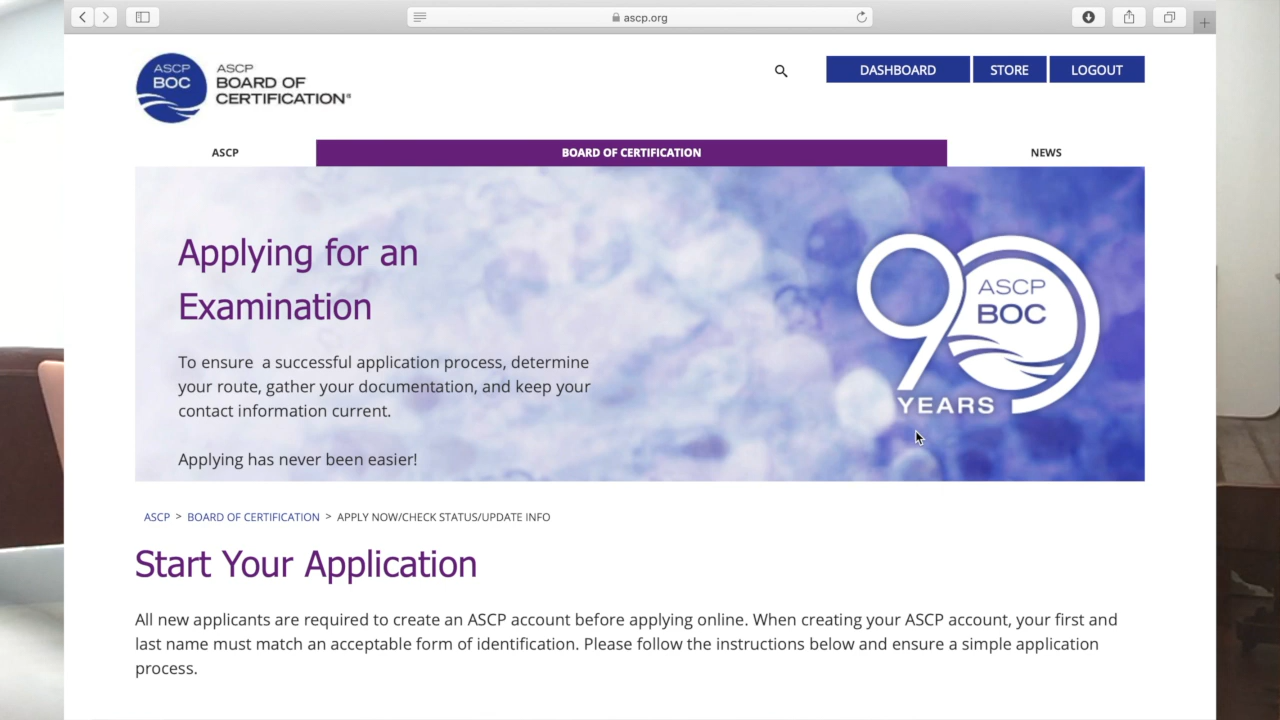 ascp.org
ASCP
BOC
ASCP
BOARD OF
CERTIFICATION®
DASHBOARD
STORE
LOGOUT
ASCP
BOARD OF CERTIFICATION
NEWS
Applying for an
Examination
To ensure a successful application process, determine
your route, gather your documentation, and keep your
contact information current.
Applying has never been easier!
90
ASCP
BOC
YEARS
ASCP > BOARD OF CERTIFICATION > APPLY NOW/CHECK STATUS/UPDATE INFO
Start Your Application
All new applicants are required to create an ASCP account before applying online. When creating your ASCP account, your first and
last name must match an acceptable form of identification. Please follow the instructions below and ensure a simple application
process.